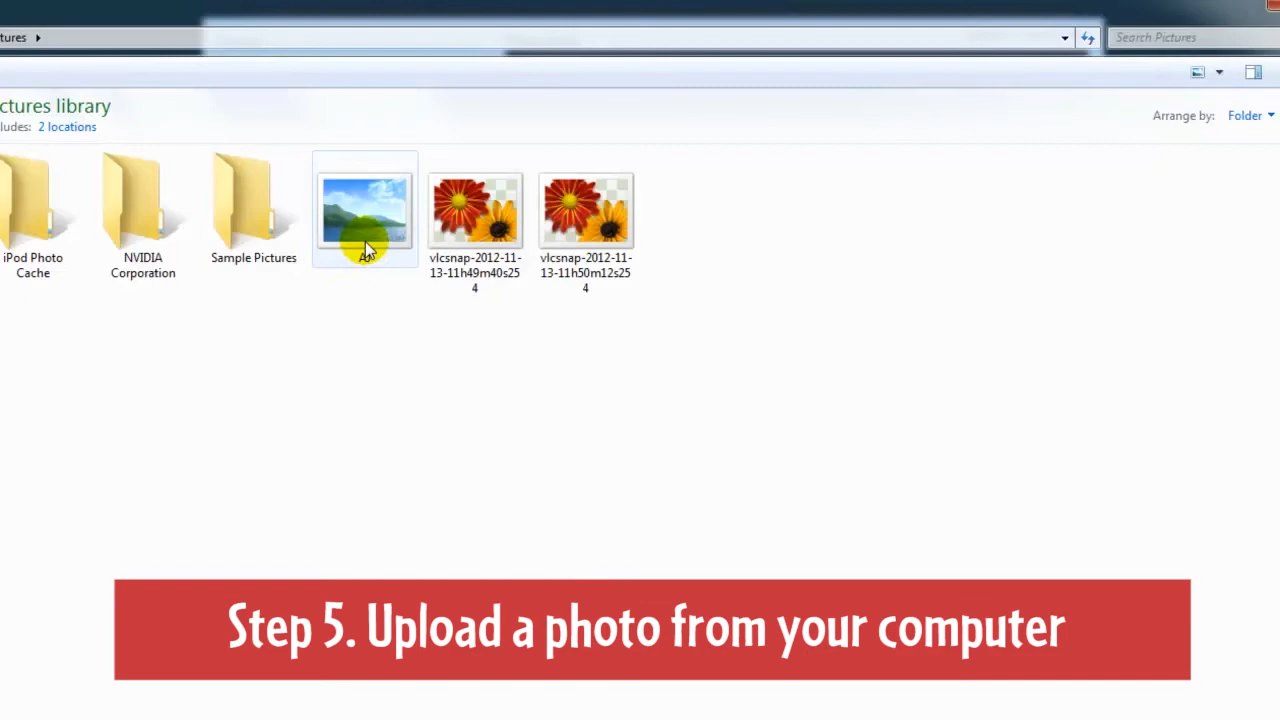 tures
Search Pictures
ctures library
Arrange by: Folder
ludes: 2 locations
iPod Photo
Cache
NVIDIA
Corporation
Sample Pictures
vlcsnap-2012-11-
13-11h49m40s25
4
vlcsnap-2012-11-
13-11h50m12s25
4
Step 5. Upload a photo from your computer